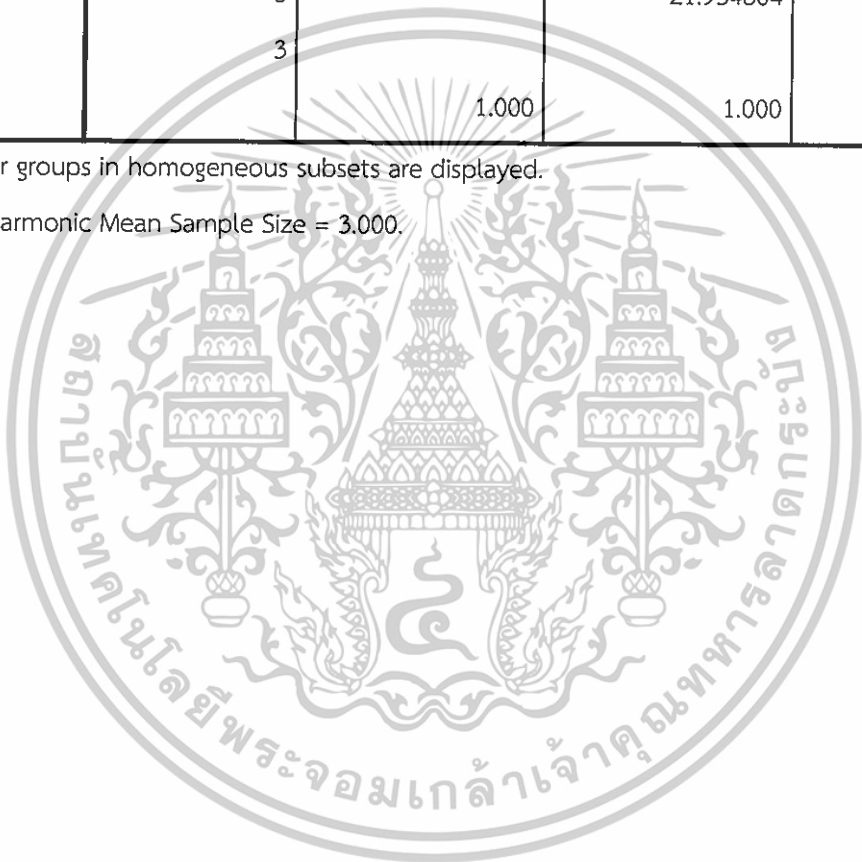 3
1.000 1.000
r groups in homogeneous subsets are displayed.
armonic Mean Sample Size = 3.000.
สถาบันเทคโนโลยีพระจอมเกล้าเจ้าคุณทหารลาดกระบัง